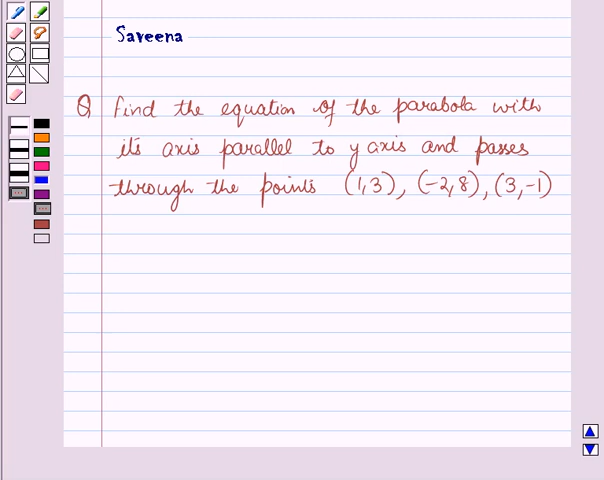 Saveena
Q Find the equation of the parabola with
its axis parallel to y axis and passes
through the points (1,3), (-2,8), (3,-1)